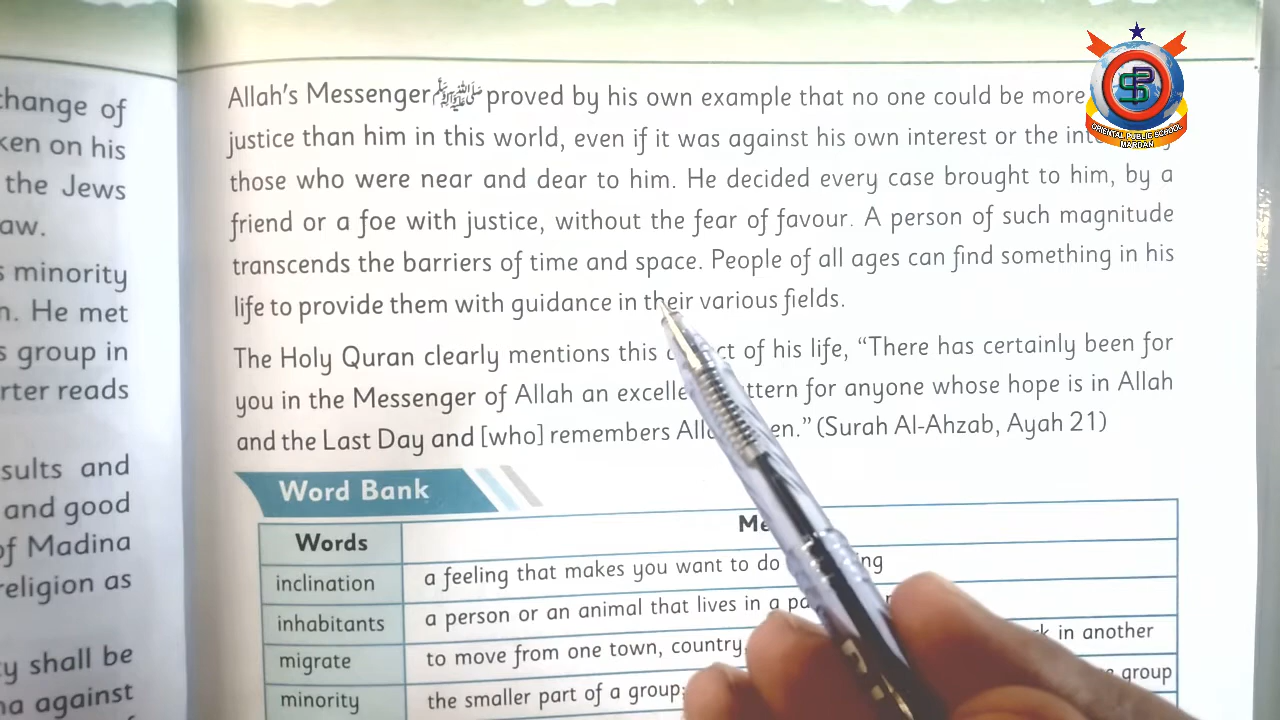 change of
ken on his
the Jews
aw.
s minority
n. He met
s group in
rter reads
sults and
and good
of Madina
religion as
ty shall be
na against
Allah's Messenger ﷺ proved by his own example that no one could be more
justice than him in this world, even if it was against his own interest or the
those who were near and dear to him. He decided every case brought to him, by a
friend or a foe with justice, without the fear of favour. A person of such magnitude
transcends the barriers of time and space. People of all ages can find something in his
life to provide them with guidance in their various fields.
The Holy Quran clearly mentions this of his life, “There has certainly been for
you in the Messenger of Allah an for anyone whose hope is in Allah
and the Last Day and [who] remembers (Surah Al-Ahzab, Ayah 21)
Word Bank
Words
inclination a feeling that makes you want to do
inhabitants a person or an animal that lives in a
migrate to move from one town, country, in another
minority the smaller part of a group; group
SPS
ORIENTAL PUBLIC SCHOOL
MARDAN